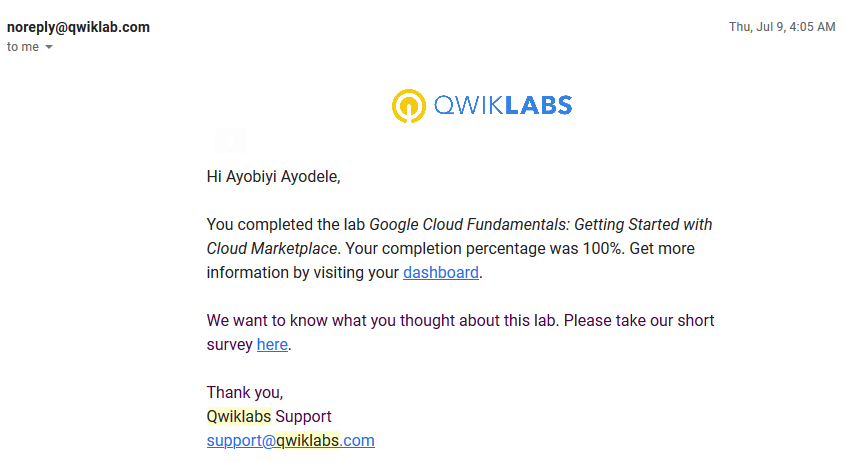 noreply@qwiklab.com
Thu, Jul 9, 4:05 AM
to me
QWIKLABS
Hi Ayobiyi Ayodele,
You completed the lab Google Cloud Fundamentals: Getting Started with
Cloud Marketplace. Your completion percentage was 100%. Get more
information by visiting your dashboard.
We want to know what you thought about this lab. Please take our short
survey here.
Thank you,
Qwiklabs Support
support@qwiklabs.com